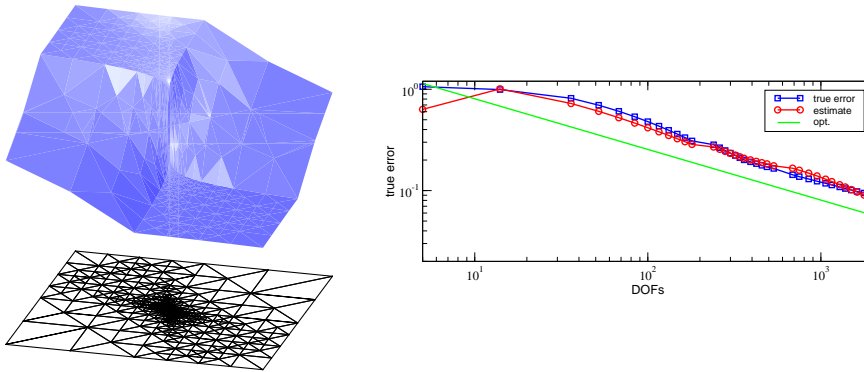 10^0
10^-1
true error
10^1
10^2
10^3
DOFs
true error
estimate
opt.